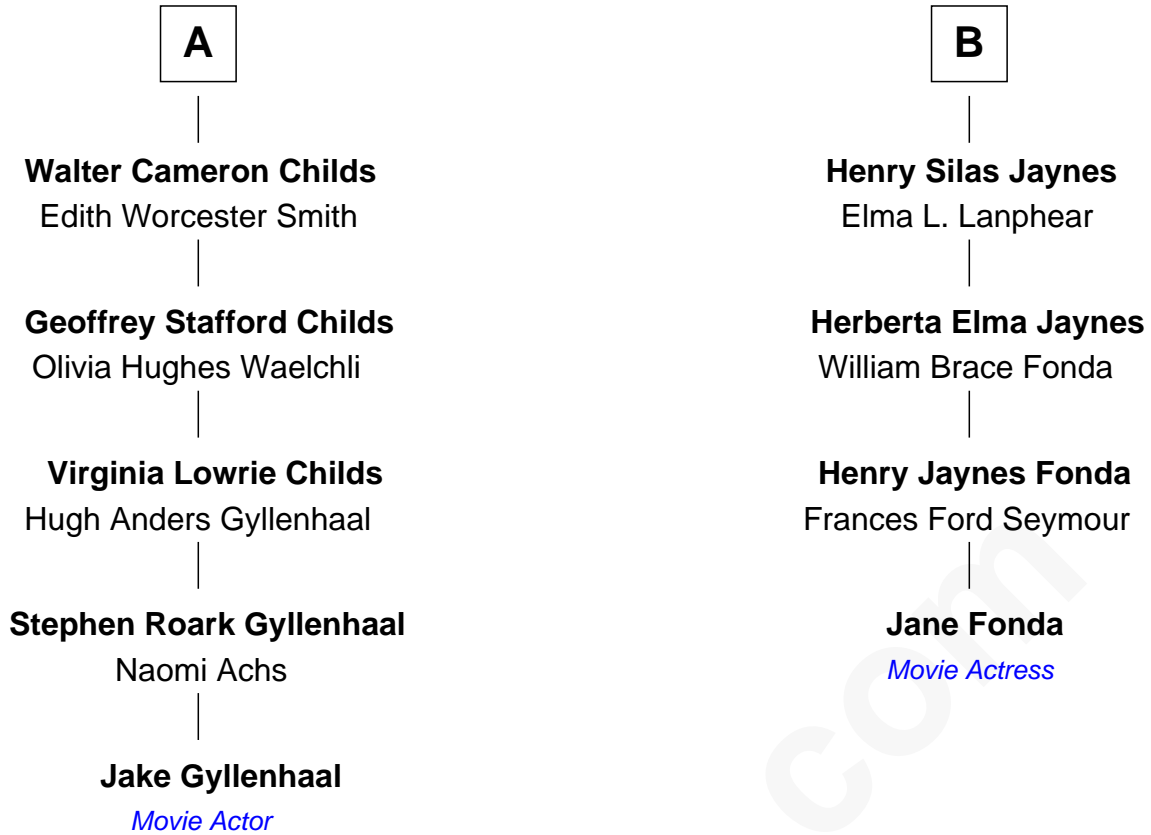 A
Walter Cameron Childs
Edith Worcester Smith
Geoffrey Stafford Childs
Olivia Hughes Waelchli
Virginia Lowrie Childs
Hugh Anders Gyllenhaal
Stephen Roark Gyllenhaal
Naomi Achs
Jake Gyllenhaal
Movie Actor
B
Henry Silas Jaynes
Elma L. Lanphear
Herberta Elma Jaynes
William Brace Fonda
Henry Jaynes Fonda
Frances Ford Seymour
Jane Fonda
Movie Actress
com